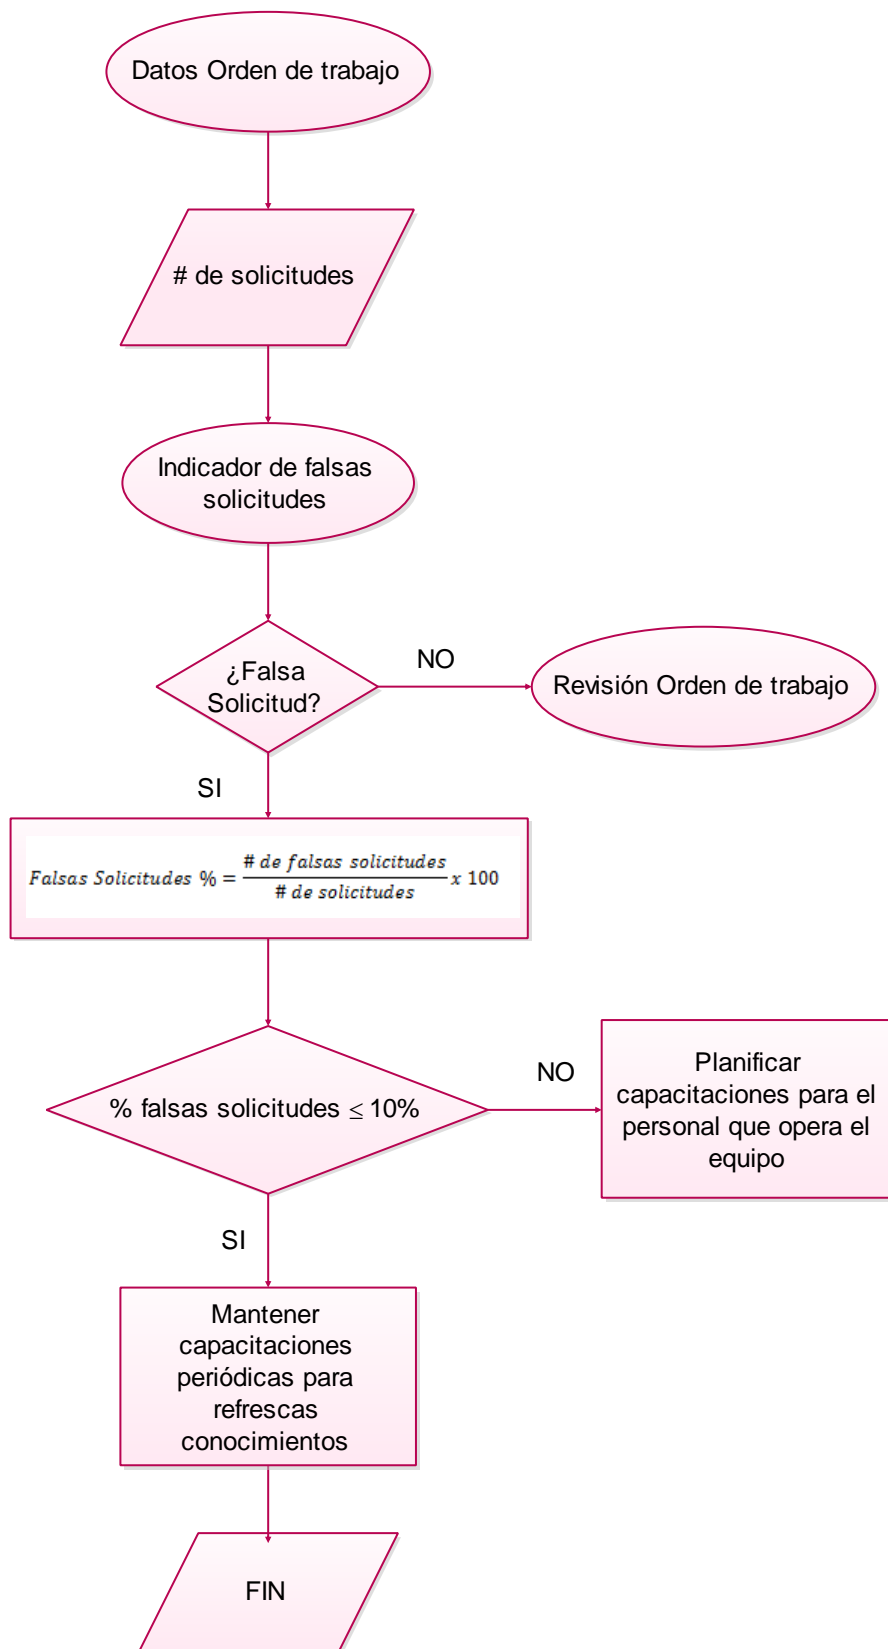 Datos Orden de trabajo
# de solicitudes
Indicador de falsas
solicitudes
¿Falsa
Solicitud?
NO
Revisión Orden de trabajo
SI
Falsas Solicitudes % = # de falsas solicitudes / # de solicitudes x 100
% falsas solicitudes ≤ 10%
NO
Planificar
capacitaciones para el
personal que opera el
equipo
SI
Mantener
capacitaciones
periódicas para
refrescas
conocimientos
FIN